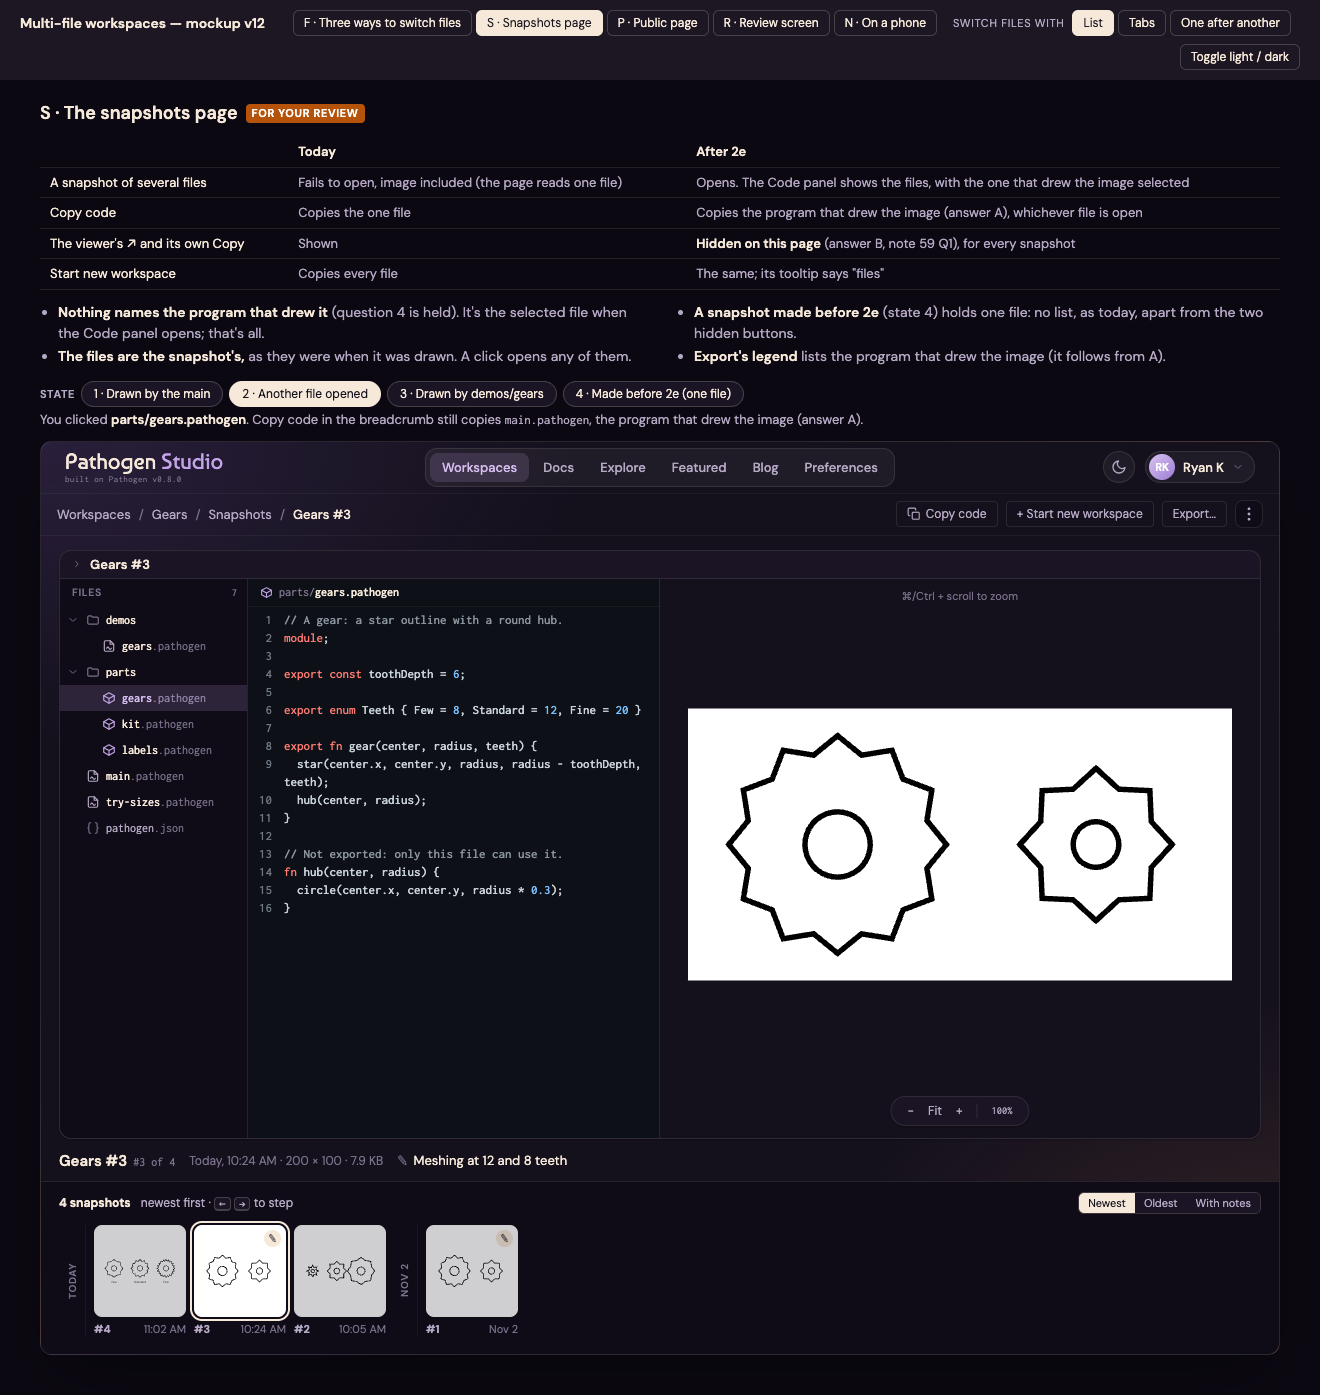 Multi-file workspaces — mockup v12
F · Three ways to switch files
S · Snapshots page
P · Public page
R · Review screen
N · On a phone
SWITCH FILES WITH
List
Tabs
One after another
Toggle light / dark
S · The snapshots page
FOR YOUR REVIEW
Today
After 2e
A snapshot of several files
Fails to open, image included (the page reads one file)
Opens. The Code panel shows the files, with the one that drew the image selected
Copy code
Copies the one file
Copies the program that drew the image (answer A), whichever file is open
The viewer's ↗ and its own Copy
Shown
Hidden on this page (answer B, note 59 Q1), for every snapshot
Start new workspace
Copies every file
The same; its tooltip says "files"
• Nothing names the program that drew it (question 4 is held). It's the selected file when
the Code panel opens; that's all.
• The files are the snapshot's, as they were when it was drawn. A click opens any of them.
• A snapshot made before 2e (state 4) holds one file: no list, as today, apart from the two
hidden buttons.
• Export's legend lists the program that drew the image (it follows from A).
STATE
1 · Drawn by the main
2 · Another file opened
3 · Drawn by demos/gears
4 · Made before 2e (one file)
You clicked parts/gears.pathogen. Copy code in the breadcrumb still copies main.pathogen, the program that drew the image (answer A).
Pathogen Studio
built on Pathogen v0.8.0
Workspaces
Docs
Explore
Featured
Blog
Preferences
RK
Ryan K
Workspaces / Gears / Snapshots / Gears #3
Copy code
+ Start new workspace
Export…
Gears #3
FILES
7
demos
gears.pathogen
parts
gears.pathogen
kit.pathogen
labels.pathogen
main.pathogen
try-sizes.pathogen
{} pathogen.json
parts/gears.pathogen
1 // A gear: a star outline with a round hub.
2 module;
3
4 export const toothDepth = 6;
5
6 export enum Teeth { Few = 8, Standard = 12, Fine = 20 }
7
8 export fn gear(center, radius, teeth) {
9 star(center.x, center.y, radius, radius - toothDepth,
teeth);
10 hub(center, radius);
11 }
12
13 // Not exported: only this file can use it.
14 fn hub(center, radius) {
15 circle(center.x, center.y, radius * 0.3);
16 }
⌘/Ctrl + scroll to zoom
− Fit + 100%
Gears #3 #3 of 4 Today, 10:24 AM · 200 × 100 · 7.9 KB ✎ Meshing at 12 and 8 teeth
4 snapshots newest first · ← → to step
Newest
Oldest
With notes
TODAY
#4 11:02 AM
#3 10:24 AM
#2 10:05 AM
NOV 2
#1 Nov 2